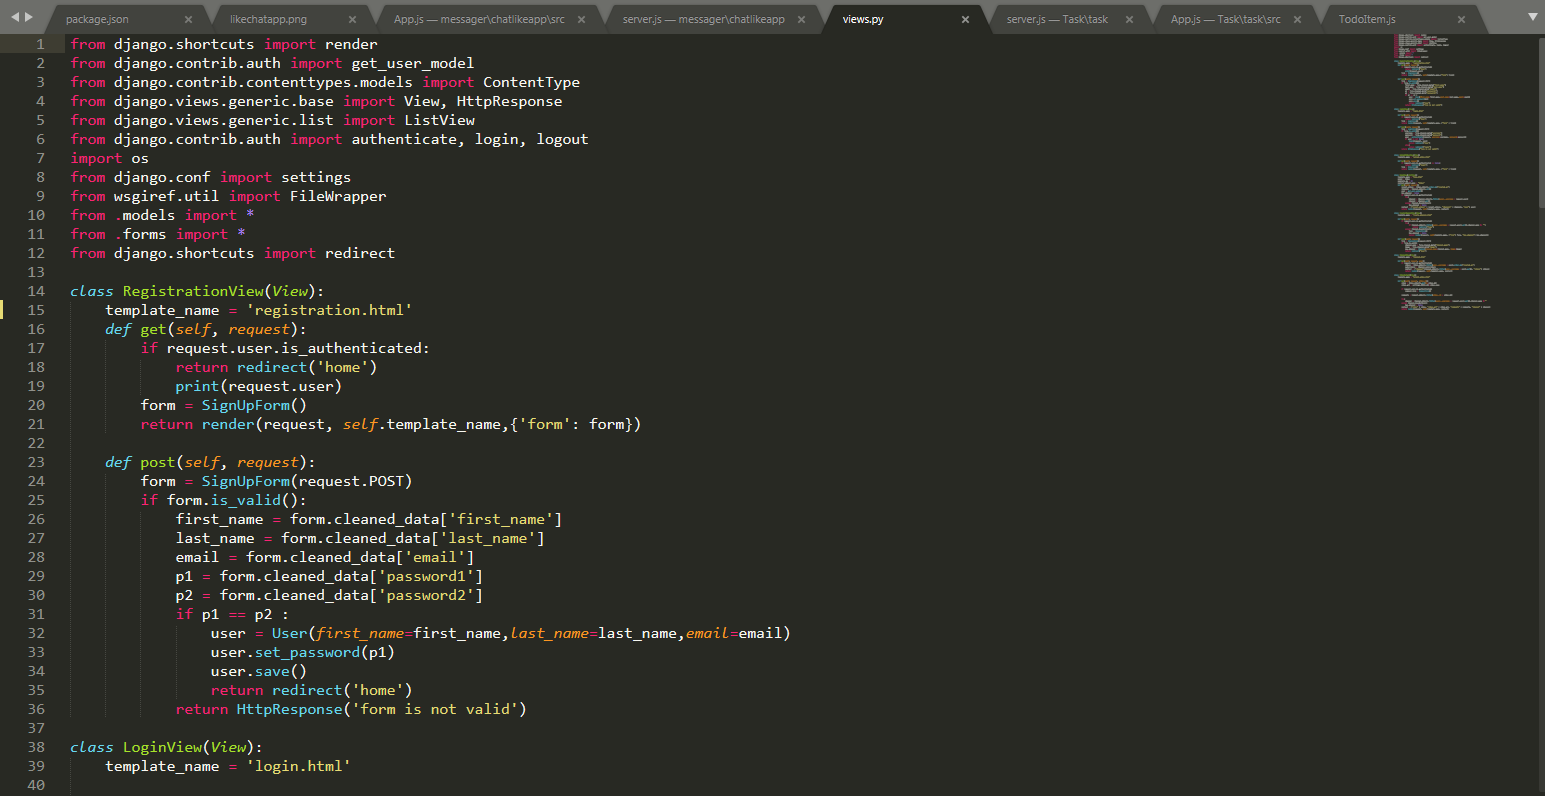 package.json
likechatapp.png
App.js — messager\chatlikeapp\src
server.js — messager\chatlikeapp
views.py
server.js — Task\task
App.js — Task\task\src
TodoItem.js
1 from django.shortcuts import render
2 from django.contrib.auth import get_user_model
3 from django.contrib.contenttypes.models import ContentType
4 from django.views.generic.base import View, HttpResponse
5 from django.views.generic.list import ListView
6 from django.contrib.auth import authenticate, login, logout
7 import os
8 from django.conf import settings
9 from wsgiref.util import FileWrapper
10 from .models import *
11 from .forms import *
12 from django.shortcuts import redirect
13
14 class RegistrationView(View):
15     template_name = 'registration.html'
16     def get(self, request):
17         if request.user.is_authenticated:
18             return redirect('home')
19             print(request.user)
20         form = SignUpForm()
21         return render(request, self.template_name,{'form': form})
22
23     def post(self, request):
24         form = SignUpForm(request.POST)
25         if form.is_valid():
26             first_name = form.cleaned_data['first_name']
27             last_name = form.cleaned_data['last_name']
28             email = form.cleaned_data['email']
29             p1 = form.cleaned_data['password1']
30             p2 = form.cleaned_data['password2']
31             if p1 == p2 :
32                 user = User(first_name=first_name,last_name=last_name,email=email)
33                 user.set_password(p1)
34                 user.save()
35                 return redirect('home')
36             return HttpResponse('form is not valid')
37
38 class LoginView(View):
39     template_name = 'login.html'
40